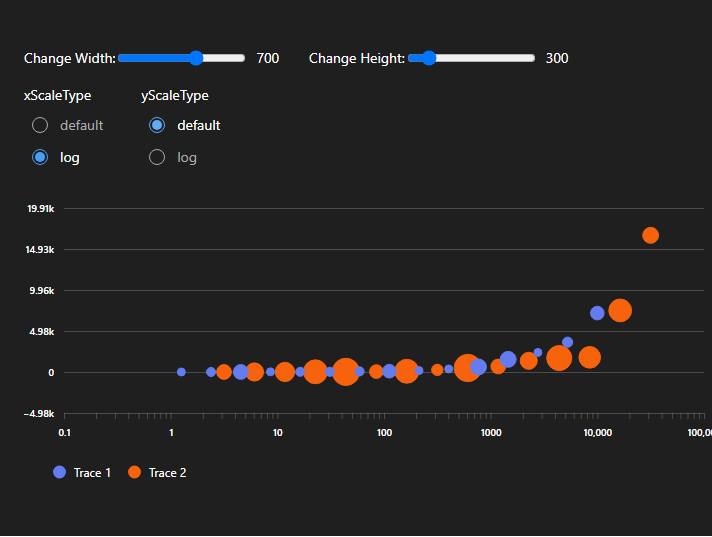 Change Width: 700 Change Height: 300
xScaleType yScaleType
default default
log log
19.91k
14.93k
9.96k
4.98k
0
−4.98k
0.1 1 10 100 1000 10,000 100,00
Trace 1 Trace 2